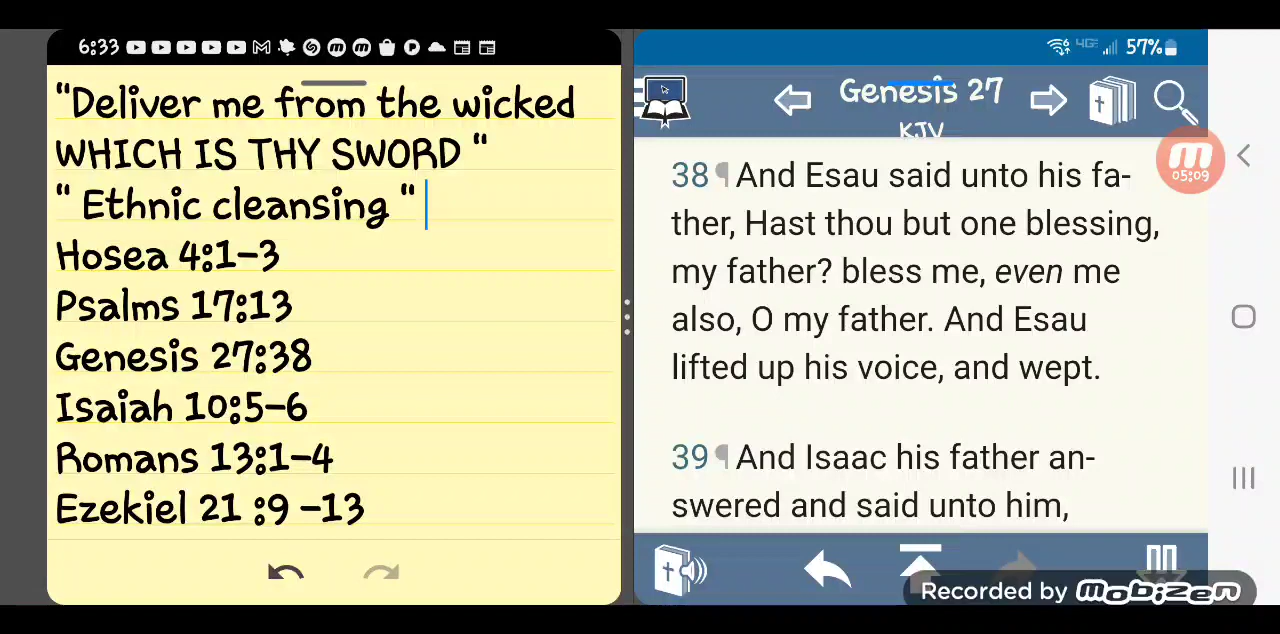 6:33
"Deliver me from the wicked
WHICH IS THY SWORD "
" Ethnic cleansing "
Hosea 4:1-3
Psalms 17:13
Genesis 27:38
Isaiah 10:5-6
Romans 13:1-4
Ezekiel 21 :9 -13
4GE 57%
Genesis 27
KJV
05:09
38 ¶ And Esau said unto his fa-
ther, Hast thou but one blessing,
my father? bless me, even me
also, O my father. And Esau
lifted up his voice, and wept.
39 ¶ And Isaac his father an-
swered and said unto him,
Recorded by mobizen